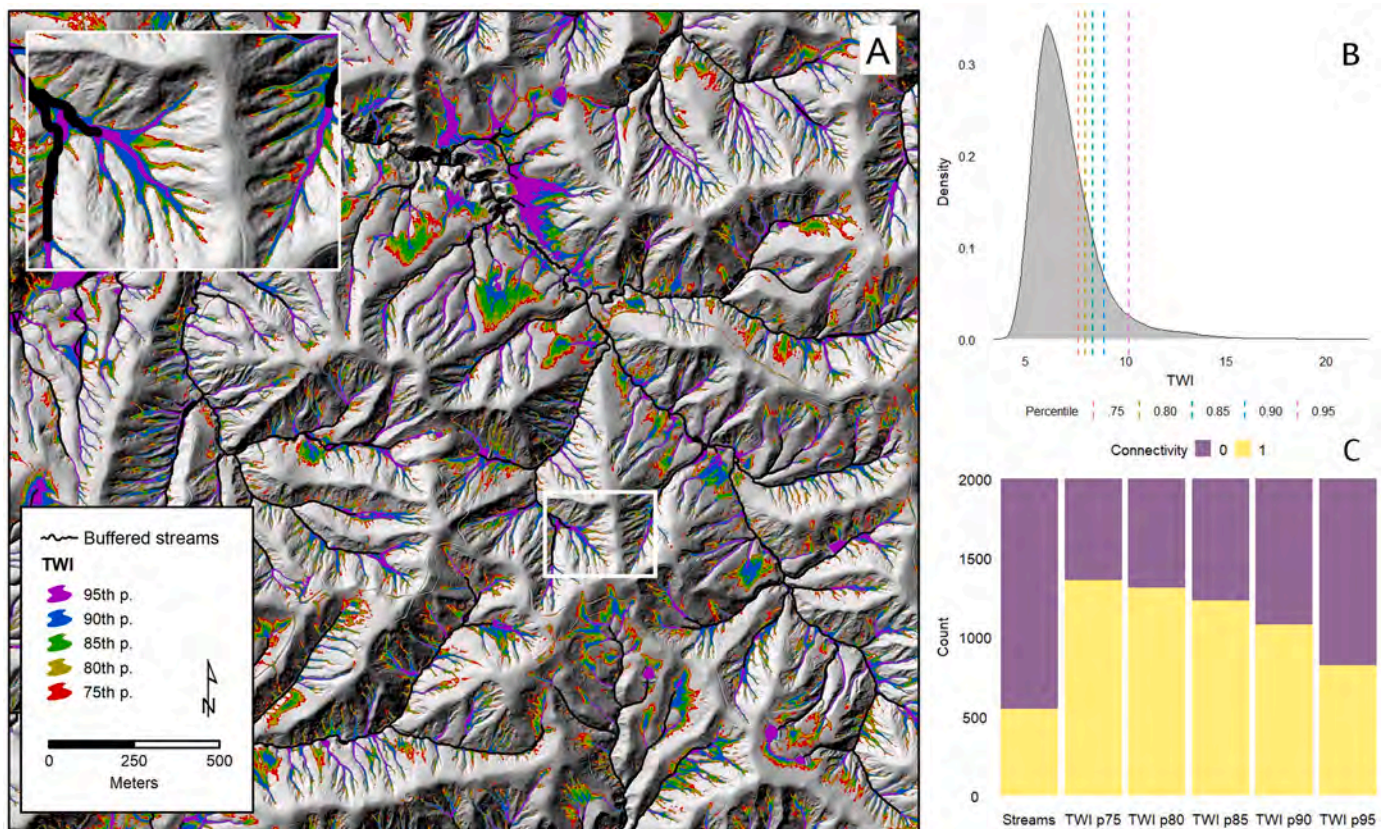 A
Buffered streams
TWI
95th p.
90th p.
85th p.
80th p.
75th p.
N
0 250 500
Meters
B
Density
0.3
0.2
0.1
0.0
5 10 15 20
TWI
Percentile .75 0.80 0.85 0.90 0.95
Connectivity 0 1
C
Count
2000
1500
1000
500
0
Streams TWI p75 TWI p80 TWI p85 TWI p90 TWI p95